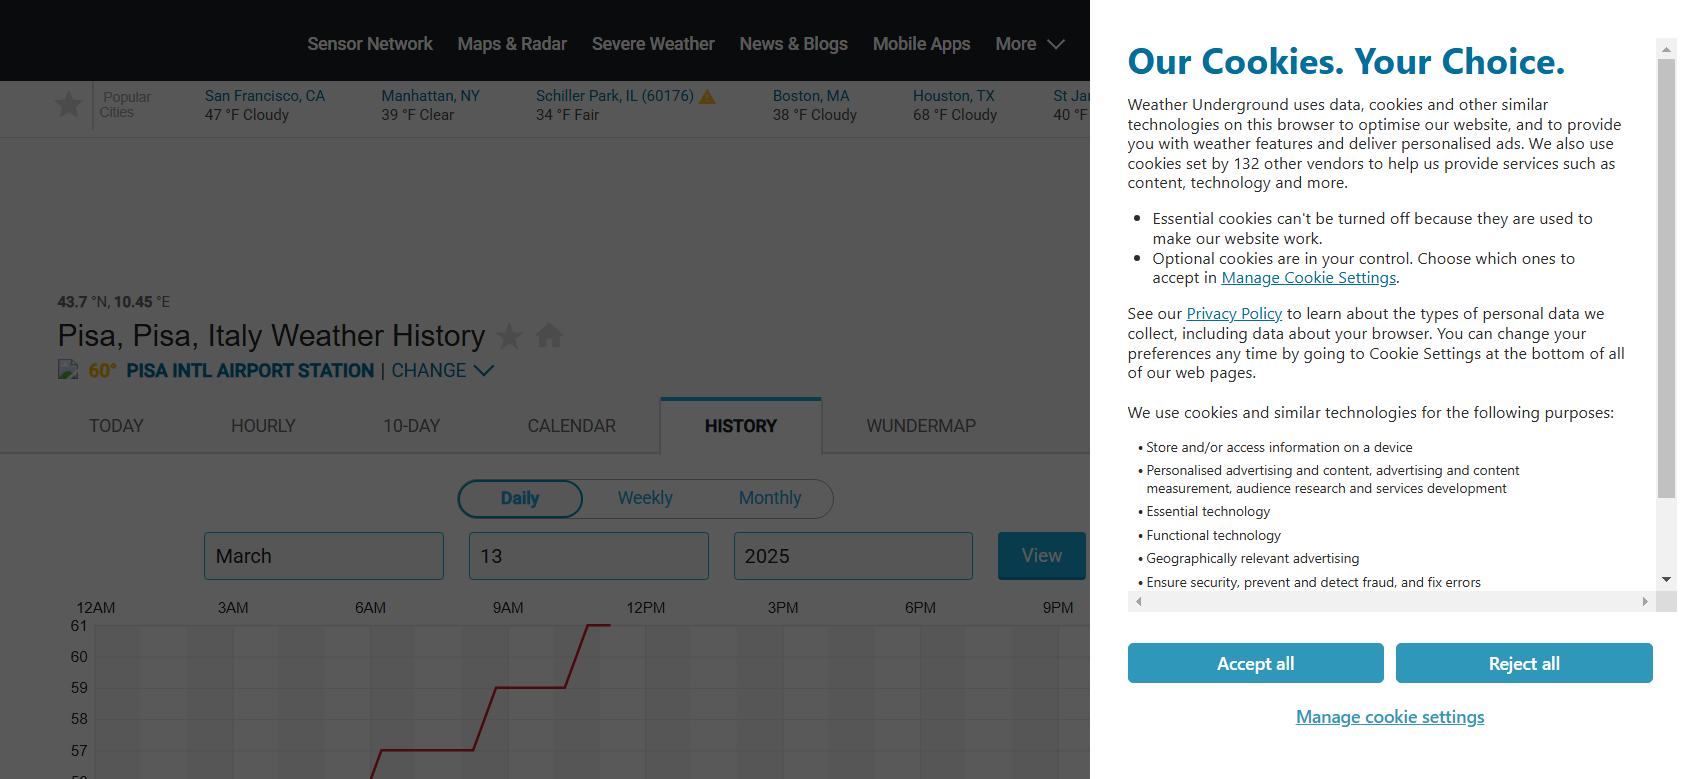 Sensor Network Maps & Radar Severe Weather News & Blogs Mobile Apps More
Popular Cities
San Francisco, CA
47 °F Cloudy
Manhattan, NY
39 °F Clear
Schiller Park, IL (60176)
34 °F Fair
Boston, MA
38 °F Cloudy
Houston, TX
68 °F Cloudy
St Jam
40 °F
43.7 °N, 10.45 °E
Pisa, Pisa, Italy Weather History
60° PISA INTL AIRPORT STATION | CHANGE
TODAY HOURLY 10-DAY CALENDAR HISTORY WUNDERMAP
Daily Weekly Monthly
March 13 2025 View
12AM 3AM 6AM 9AM 12PM 3PM 6PM 9PM
61
60
59
58
57
Our Cookies. Your Choice.
Weather Underground uses data, cookies and other similar
technologies on this browser to optimise our website, and to provide
you with weather features and deliver personalised ads. We also use
cookies set by 132 other vendors to help us provide services such as
content, technology and more.
• Essential cookies can't be turned off because they are used to
make our website work.
• Optional cookies are in your control. Choose which ones to
accept in Manage Cookie Settings.
See our Privacy Policy to learn about the types of personal data we
collect, including data about your browser. You can change your
preferences any time by going to Cookie Settings at the bottom of all
of our web pages.
We use cookies and similar technologies for the following purposes:
• Store and/or access information on a device
• Personalised advertising and content, advertising and content
measurement, audience research and services development
• Essential technology
• Functional technology
• Geographically relevant advertising
• Ensure security, prevent and detect fraud, and fix errors
Accept all Reject all
Manage cookie settings